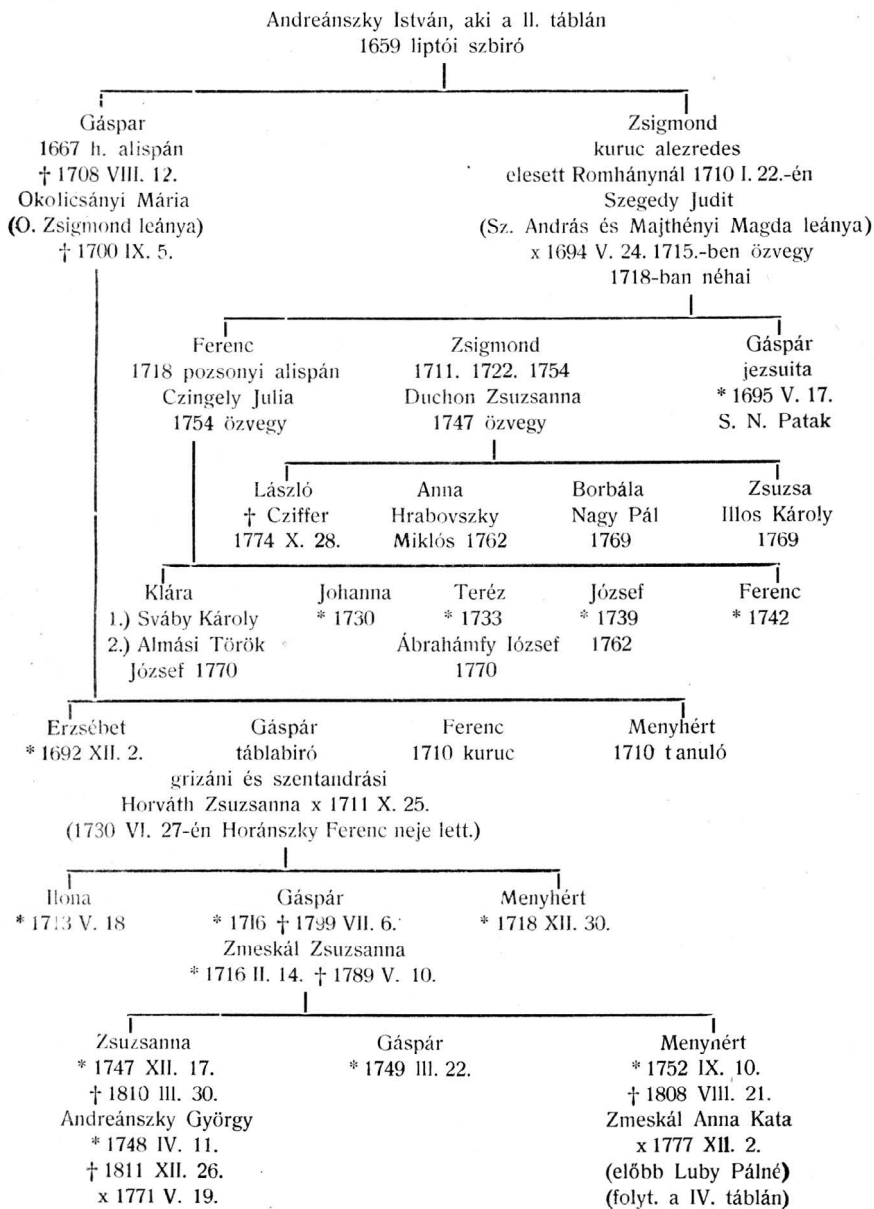 Andreánszky István, aki a II. táblán
1659 liptói szbiró
Gáspar
1667 h. alispán
† 1708 VIII. 12.
Okolicsányi Mária
(O. Zsigmond leánya)
† 1700 IX. 5.
Zsigmond
kuruc alezredes
elesett Romhánynál 1710 I. 22.-én
Szegedy Judit
(Sz. András és Majthényi Magda leánya)
x 1694 V. 24. 1715.-ben özvegy
1718-ban néhai
Ferenc
1718 pozsonyi alispán
Czingely Julia
1754 özvegy
Zsigmond
1711. 1722. 1754
Duchon Zsuzsanna
1747 özvegy
Gáspár
jezsuita
* 1695 V. 17.
S. N. Patak
László
† Cziffer
1774 X. 28.
Anna
Hrabovszky
Miklós 1762
Borbála
Nagy Pál
1769
Zsuzsa
Illos Károly
1769
Klára
1.) Sváby Károly
2.) Almási Török
József 1770
Johanna
* 1730
Teréz
* 1733
Ábrahámfy Iózsef
1770
József
* 1739
1762
Ferenc
* 1742
Erzsébet
* 1692 XII. 2.
Gáspár
táblabiró
grizáni és szentandrási
Horváth Zsuzsanna x 1711 X. 25.
(1730 VI. 27-én Horánszky Ferenc neje lett.)
Ferenc
1710 kuruc
Menyhért
1710 tanuló
Ilona
* 1713 V. 18
Gáspár
* 1716 † 1799 VII. 6.
Zmeskál Zsuzsanna
* 1716 II. 14. † 1789 V. 10.
Menyhért
* 1718 XII. 30.
Zsuzsanna
* 1747 XII. 17.
† 1810 III. 30.
Andreánszky György
* 1748 IV. 11.
† 1811 XII. 26.
x 1771 V. 19.
Gáspár
* 1749 III. 22.
Menyhért
* 1752 IX. 10.
† 1808 VIII. 21.
Zmeskál Anna Kata
x 1777 XII. 2.
(előbb Luby Pálné)
(folyt. a IV. táblán)